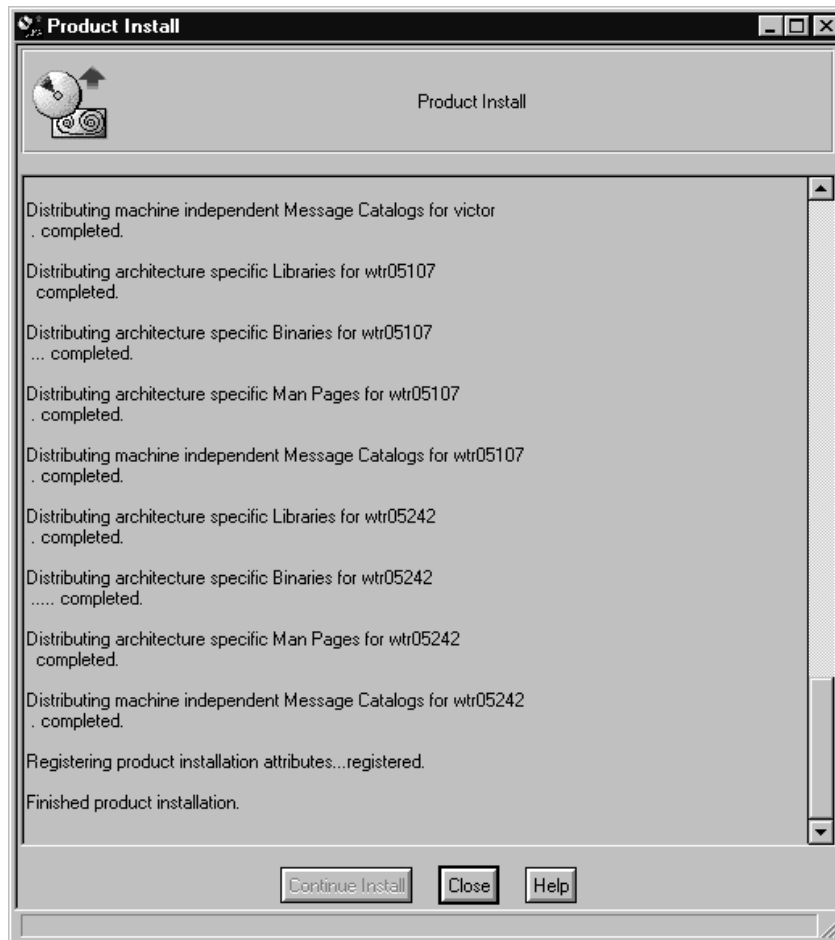 Product Install
Product Install
Distributing machine independent Message Catalogs for victor
. completed.
Distributing architecture specific Libraries for wtr05107
completed.
Distributing architecture specific Binaries for wtr05107
... completed.
Distributing architecture specific Man Pages for wtr05107
. completed.
Distributing machine independent Message Catalogs for wtr05107
. completed.
Distributing architecture specific Libraries for wtr05242
. completed.
Distributing architecture specific Binaries for wtr05242
..... completed.
Distributing architecture specific Man Pages for wtr05242
completed.
Distributing machine independent Message Catalogs for wtr05242
. completed.
Registering product installation attributes...registered.
Finished product installation.
Continue Install Close Help